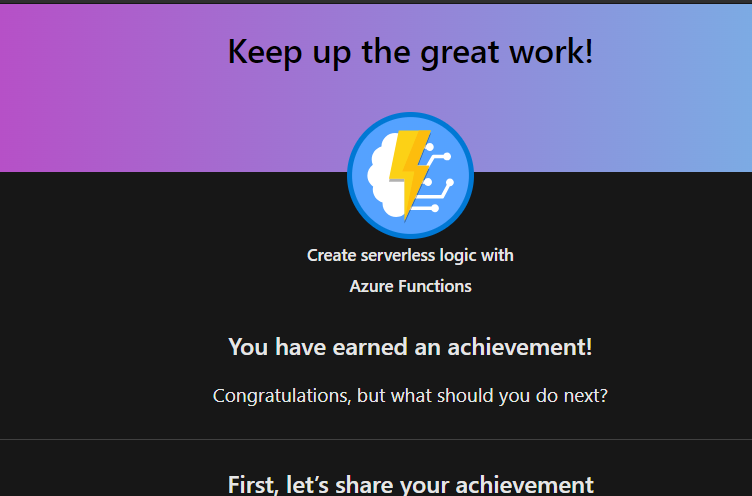 Keep up the great work!
Create serverless logic with
Azure Functions
You have earned an achievement!
Congratulations, but what should you do next?
First, let’s share your achievement